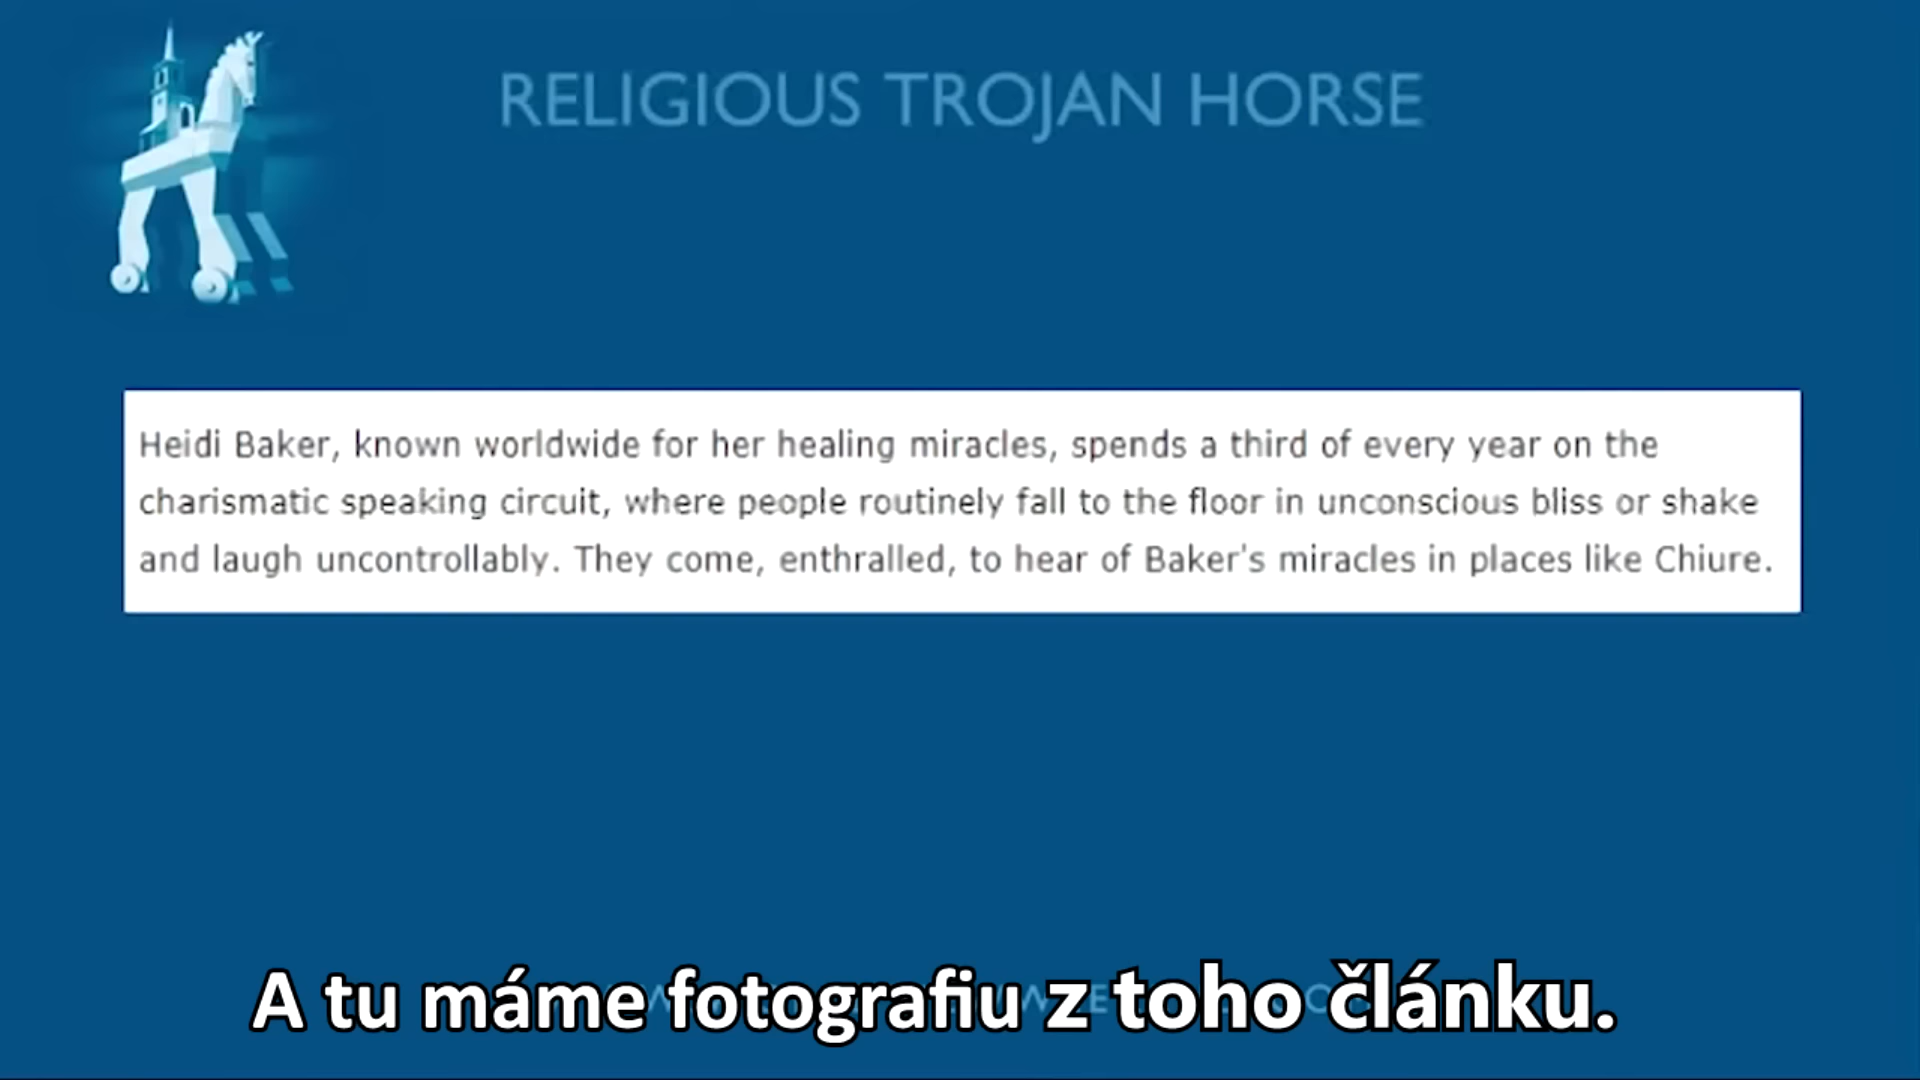 RELIGIOUS TROJAN HORSE
Heidi Baker, known worldwide for her healing miracles, spends a third of every year on the
charismatic speaking circuit, where people routinely fall to the floor in unconscious bliss or shake
and laugh uncontrollably. They come, enthralled, to hear of Baker's miracles in places like Chiure.
A tu máme fotografiu z toho článku.